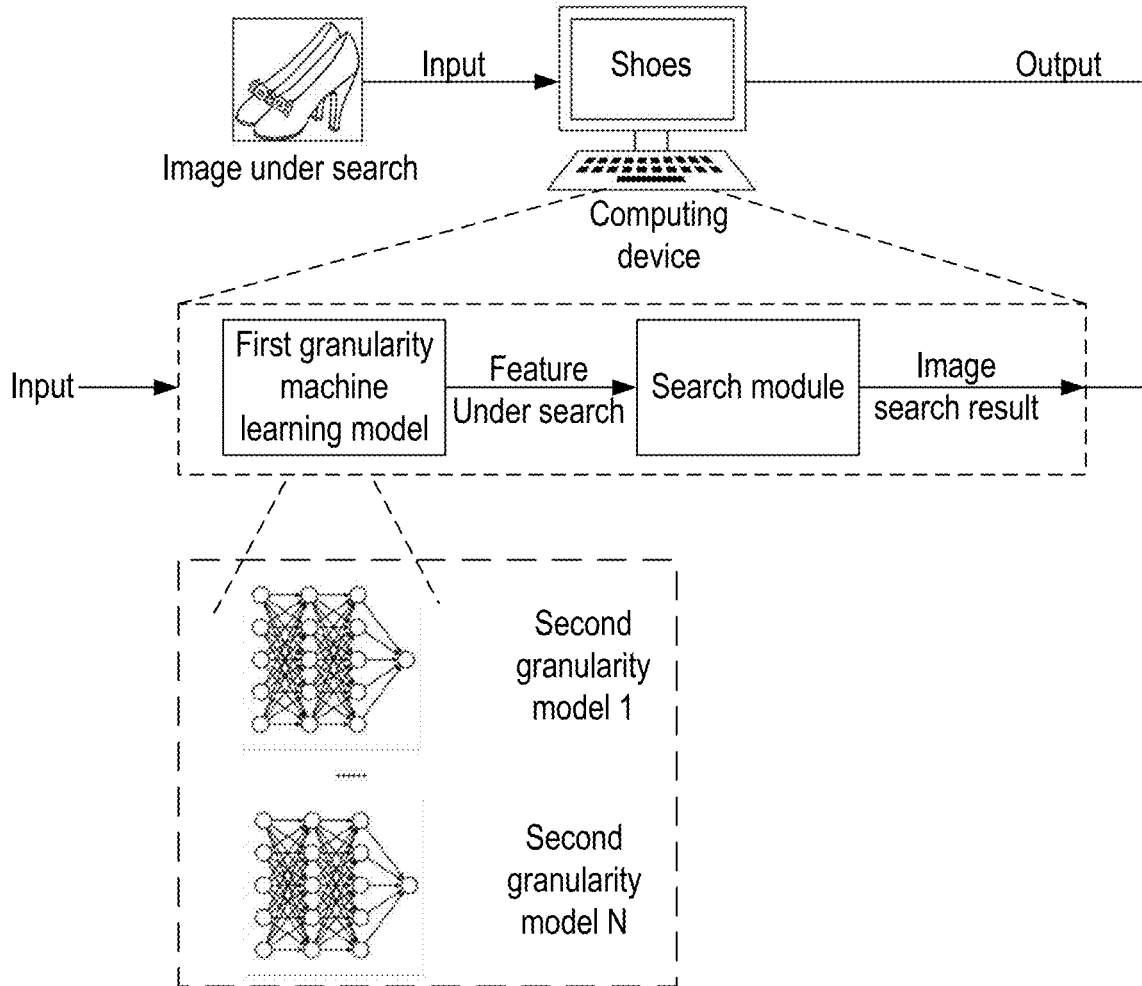 Input
Shoes
Output
Image under search
Computing
device
First granularity
machine
learning model
Input
Feature
Under search
Search module
Image
search result
Second
granularity
model 1
Second
granularity
model N